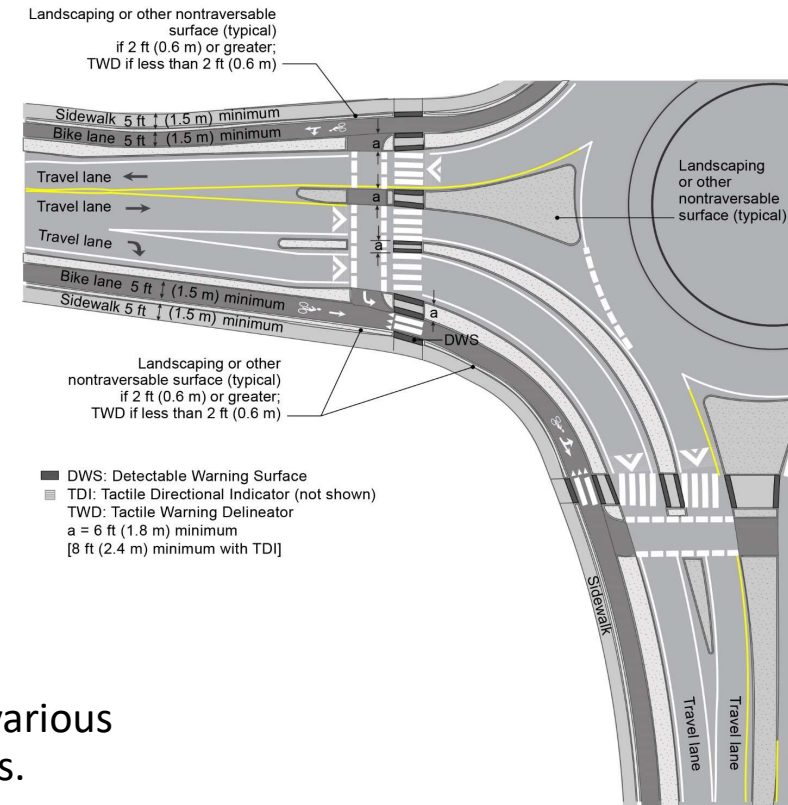 Landscaping or other nontraversable
surface (typical)
if 2 ft (0.6 m) or greater;
TWD if less than 2 ft (0.6 m)
Sidewalk 5 ft (1.5 m) minimum
Bike lane 5 ft (1.5 m) minimum
a
Travel lane
a
Travel lane
Travel lane
a
Bike lane 5 ft (1.5 m) minimum
Sidewalk 5 ft (1.5 m) minimum
a
DWS
Landscaping
or other
nontraversable
surface (typical)
Landscaping or other
nontraversable surface (typical)
if 2 ft (0.6 m) or greater;
TWD if less than 2 ft (0.6 m)
DWS: Detectable Warning Surface
TDI: Tactile Directional Indicator (not shown)
TWD: Tactile Warning Delineator
a = 6 ft (1.8 m) minimum
[8 ft (2.4 m) minimum with TDI]
Sidewalk
Travel lane
Travel lane
various
s.